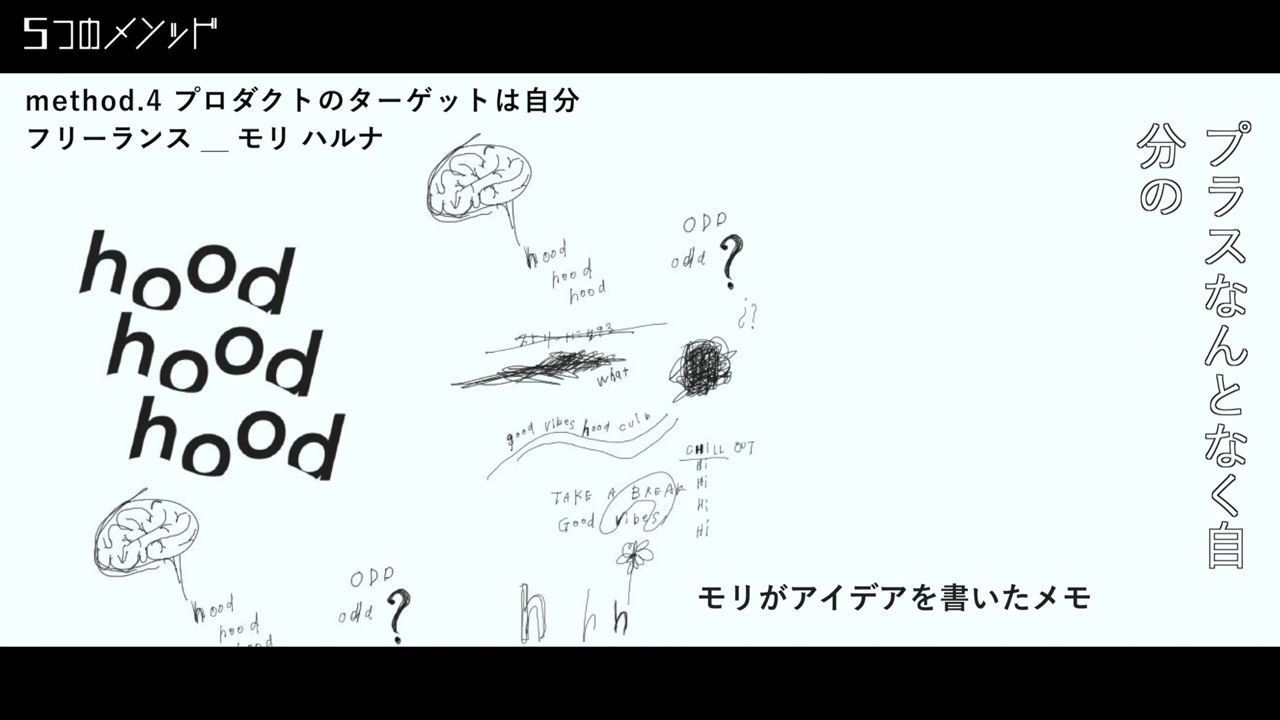 5つのメソッド
method.4 プロダクトのターゲットは自分
フリーランス ＿ モリ ハルナ
プラスなんとなく自
分の
hood
hood
hood
hood
hood
hood
ODD
odd
?
¿?
what
good vibes hood
CHILL OUT
Hi
Hi
Hi
Hi
TAKE A BREAK
Good vibes
h h h
モリがアイデアを書いたメモ
ODD
odd
?
hood
hood
hood